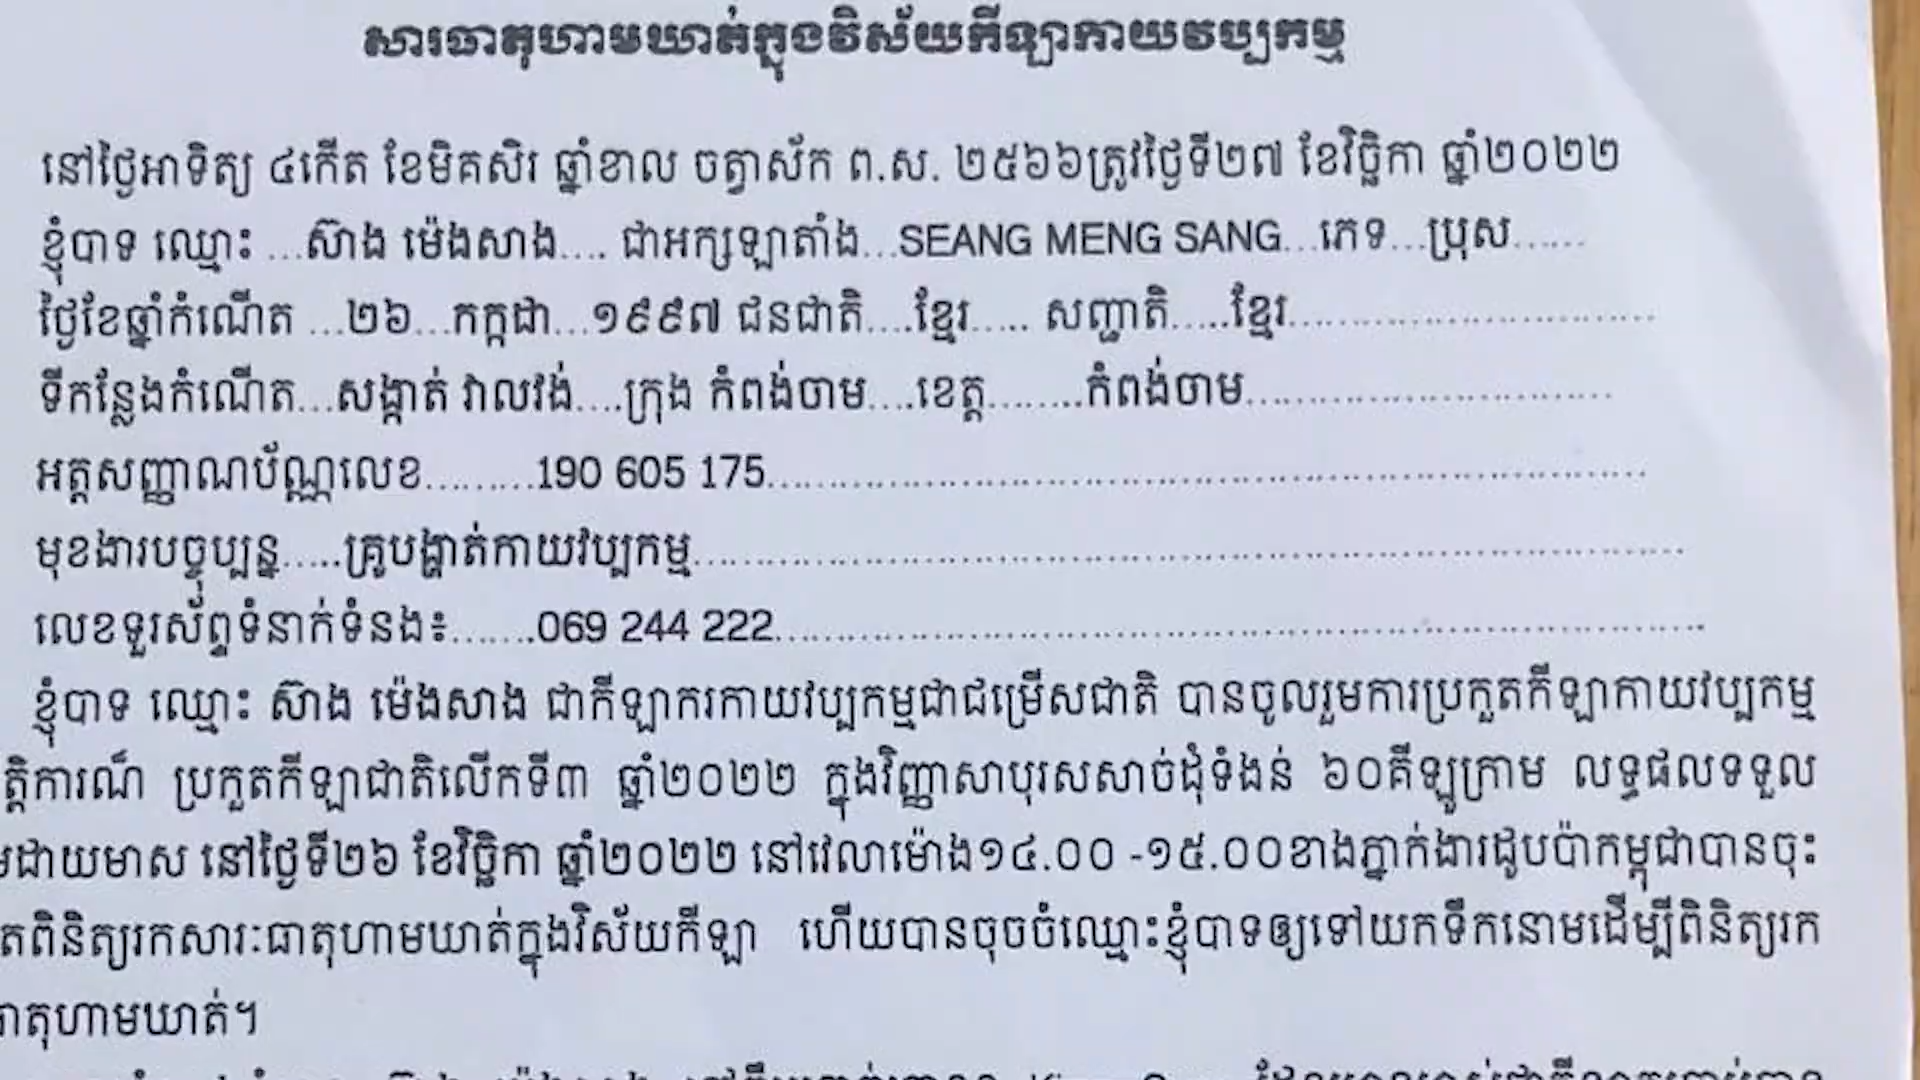 សារធាតុហាមឃាត់ក្នុងវិស័យកីឡាកាយវប្បកម្ម
នៅថ្ងៃអាទិត្យ ៤កើត ខែមិគសិរ ឆ្នាំខាល ចត្វាស័ក ព.ស. ២៥៦៦ត្រូវថ្ងៃទី២៧ ខែវិច្ឆិកា ឆ្នាំ២០២២
ខ្ញុំបាទ ឈ្មោះ ...ស៊ាង ម៉េងសាង.... ជាអក្សឡាតាំង...SEANG MENG SANG...ភេទ...ប្រុស......
ថ្ងៃខែឆ្នាំកំណើត ...២៦...កក្កដា...១៩៩៧ ជនជាតិ....ខ្មែរ..... សញ្ជាតិ.....ខ្មែរ..............................
ទីកន្លែងកំណើត...សង្កាត់ វាលវង់....ក្រុង កំពង់ចាម....ខេត្ត........កំពង់ចាម..............................
អត្តសញ្ញាណប័ណ្ណលេខ.........190 605 175..............................
មុខងារបច្ចុប្បន្ន.....គ្រូបង្ហាត់កាយវប្បកម្ម..............................
លេខទូរស័ព្ទទំនាក់ទំនង៖.......069 244 222..............................
ខ្ញុំបាទ ឈ្មោះ ស៊ាង ម៉េងសាង ជាកីឡាករកាយវប្បកម្មជាជម្រើសជាតិ បានចូលរួមការប្រកួតកីឡាកាយវប្បកម្ម
ត្តិការណ៍ ប្រកួតកីឡាជាតិលើកទី៣ ឆ្នាំ២០២២ ក្នុងវិញ្ញាសាបុរសសាច់ដុំទំងន់ ៦០គីឡូក្រាម លទ្ធផលទទួល
មដាយមាស នៅថ្ងៃទី២៦ ខែវិច្ឆិកា ឆ្នាំ២០២២ នៅវេលាម៉ោង១៤.០០ -១៥.០០ខាងភ្នាក់ងារដូបប៉ាកម្ពុជាបានចុះ
តពិនិត្យរកសារៈធាតុហាមឃាត់ក្នុងវិស័យកីឡា ហើយបានចុចចំឈ្មោះខ្ញុំបាទឲ្យទៅយកទឹកនោមដើម្បីពិនិត្យរក
ធាតុហាមឃាត់។